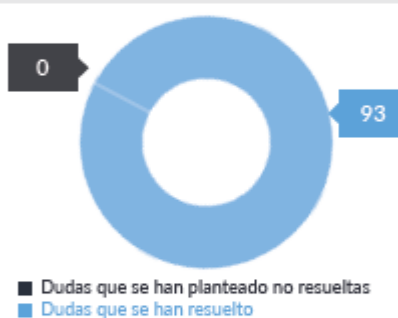 0
93
Dudas que se han planteado no resueltas
Dudas que se han resuelto